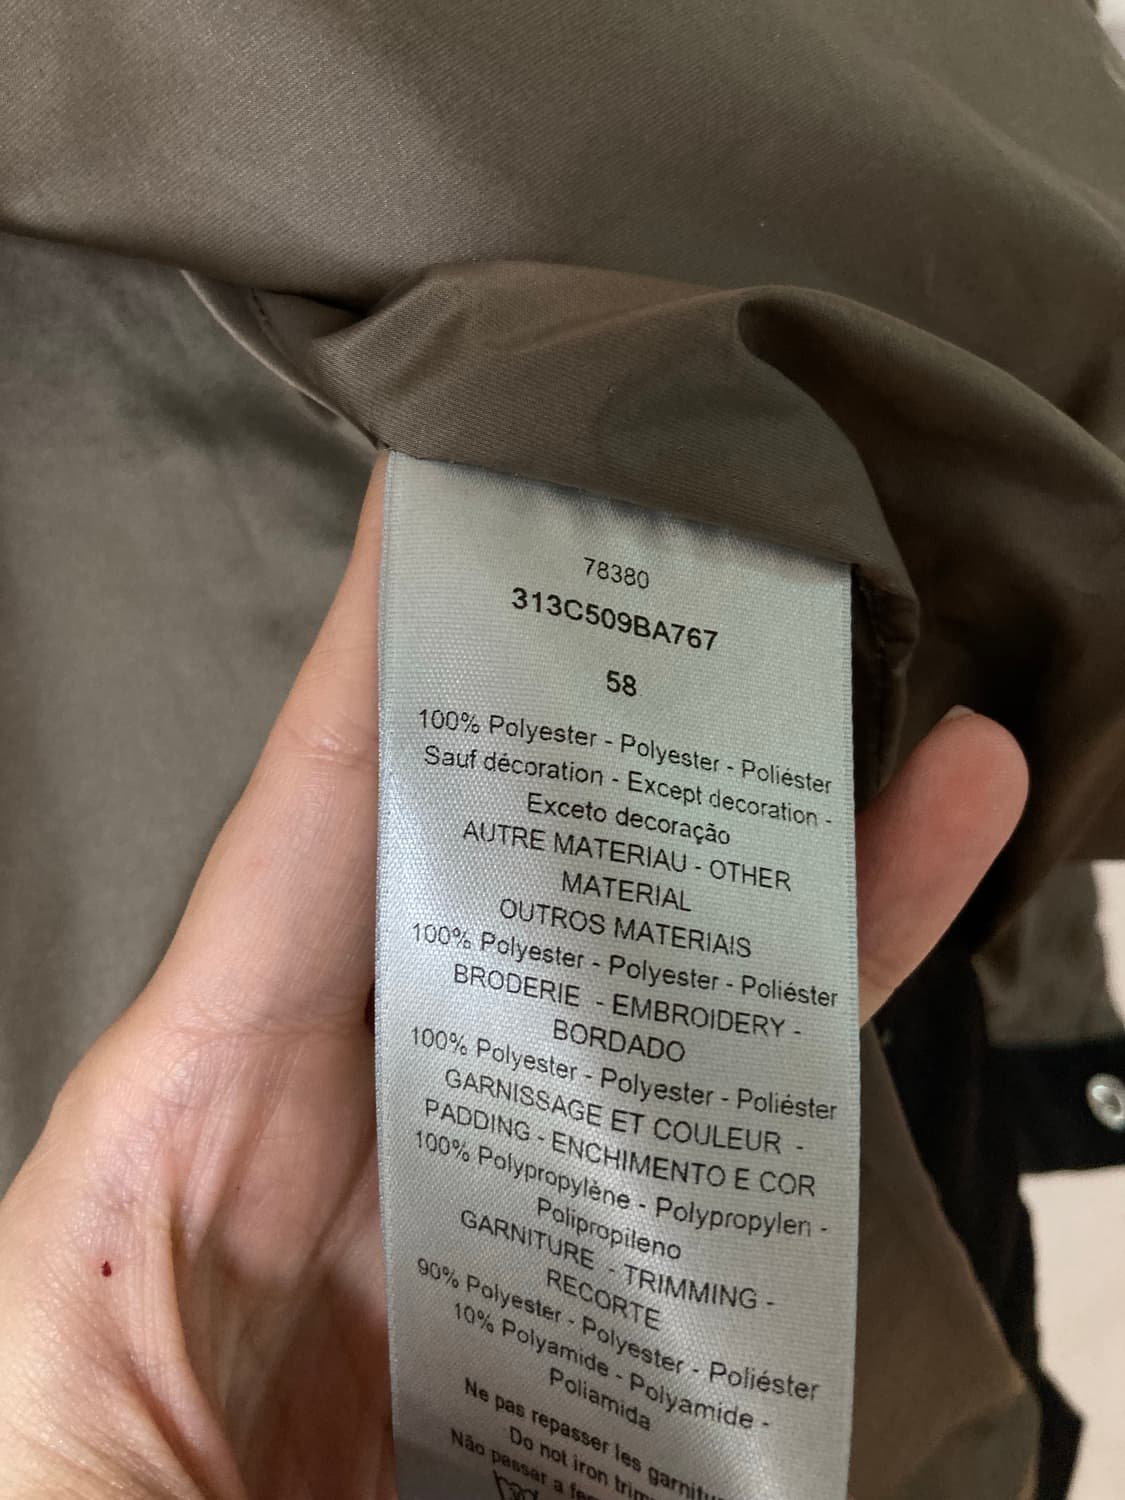 78380
313C509BA767
58
100% Polyester - Polyester - Poliéster
Sauf décoration - Except decoration -
Exceto decoração
AUTRE MATERIAU - OTHER
MATERIAL
OUTROS MATERIAIS
100% Polyester - Polyester - Poliéster
BRODERIE - EMBROIDERY -
BORDADO
100% Polyester - Polyester - Poliéster
GARNISSAGE ET COULEUR -
PADDING - ENCHIMENTO E COR
100% Polypropylène - Polypropylen -
Polipropileno
GARNITURE - TRIMMING -
RECORTE
90% Polyester - Polyester - Poliéster
10% Polyamide - Polyamide -
Poliamida
Ne pas repasser les
Do not iron
Não passar a